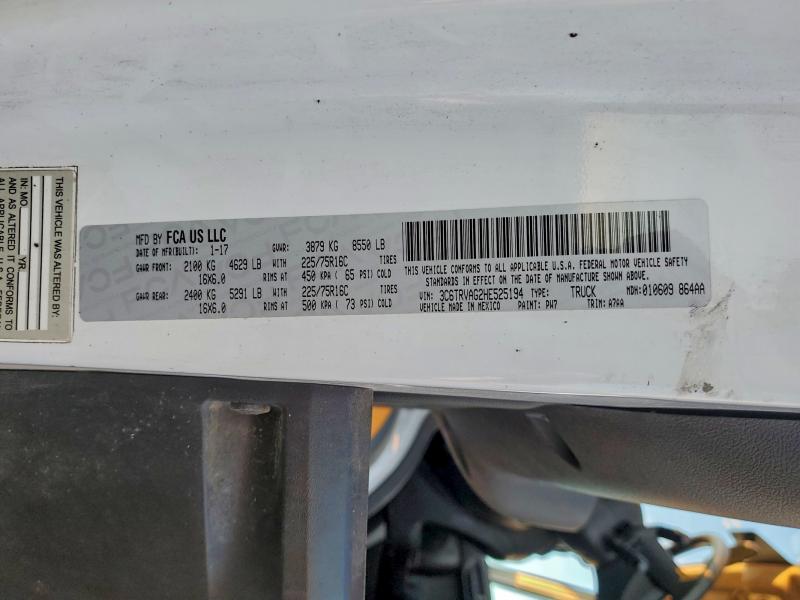 MFD BY FCA US LLC
DATE OF MFR(BUILT): 1-17 GVWR: 3879 KG 8550 LB
GAWR FRONT: 2100 KG 4629 LB WITH 225/75R16C TIRES
16X6.0 RIMS AT 450 KPA ( 65 PSI) COLD
GAWR REAR: 2400 KG 5291 LB WITH 225/75R16C TIRES
16X6.0 RIMS AT 500 KPA ( 73 PSI) COLD
THIS VEHICLE CONFORMS TO ALL APPLICABLE U.S.A. FEDERAL MOTOR VEHICLE SAFETY
STANDARDS IN EFFECT ON THE DATE OF MANUFACTURE SHOWN ABOVE.
VIN: 3C6TRVAG2HE525194 TYPE: TRUCK MDH: 010609 864AA
VEHICLE MADE IN MEXICO PAINT: PW7 TRIM: A7AA
THIS VEHICLE WAS ALTERED BY:
IN: MO. YR.
AND AS ALTERED IT CONFORMS TO